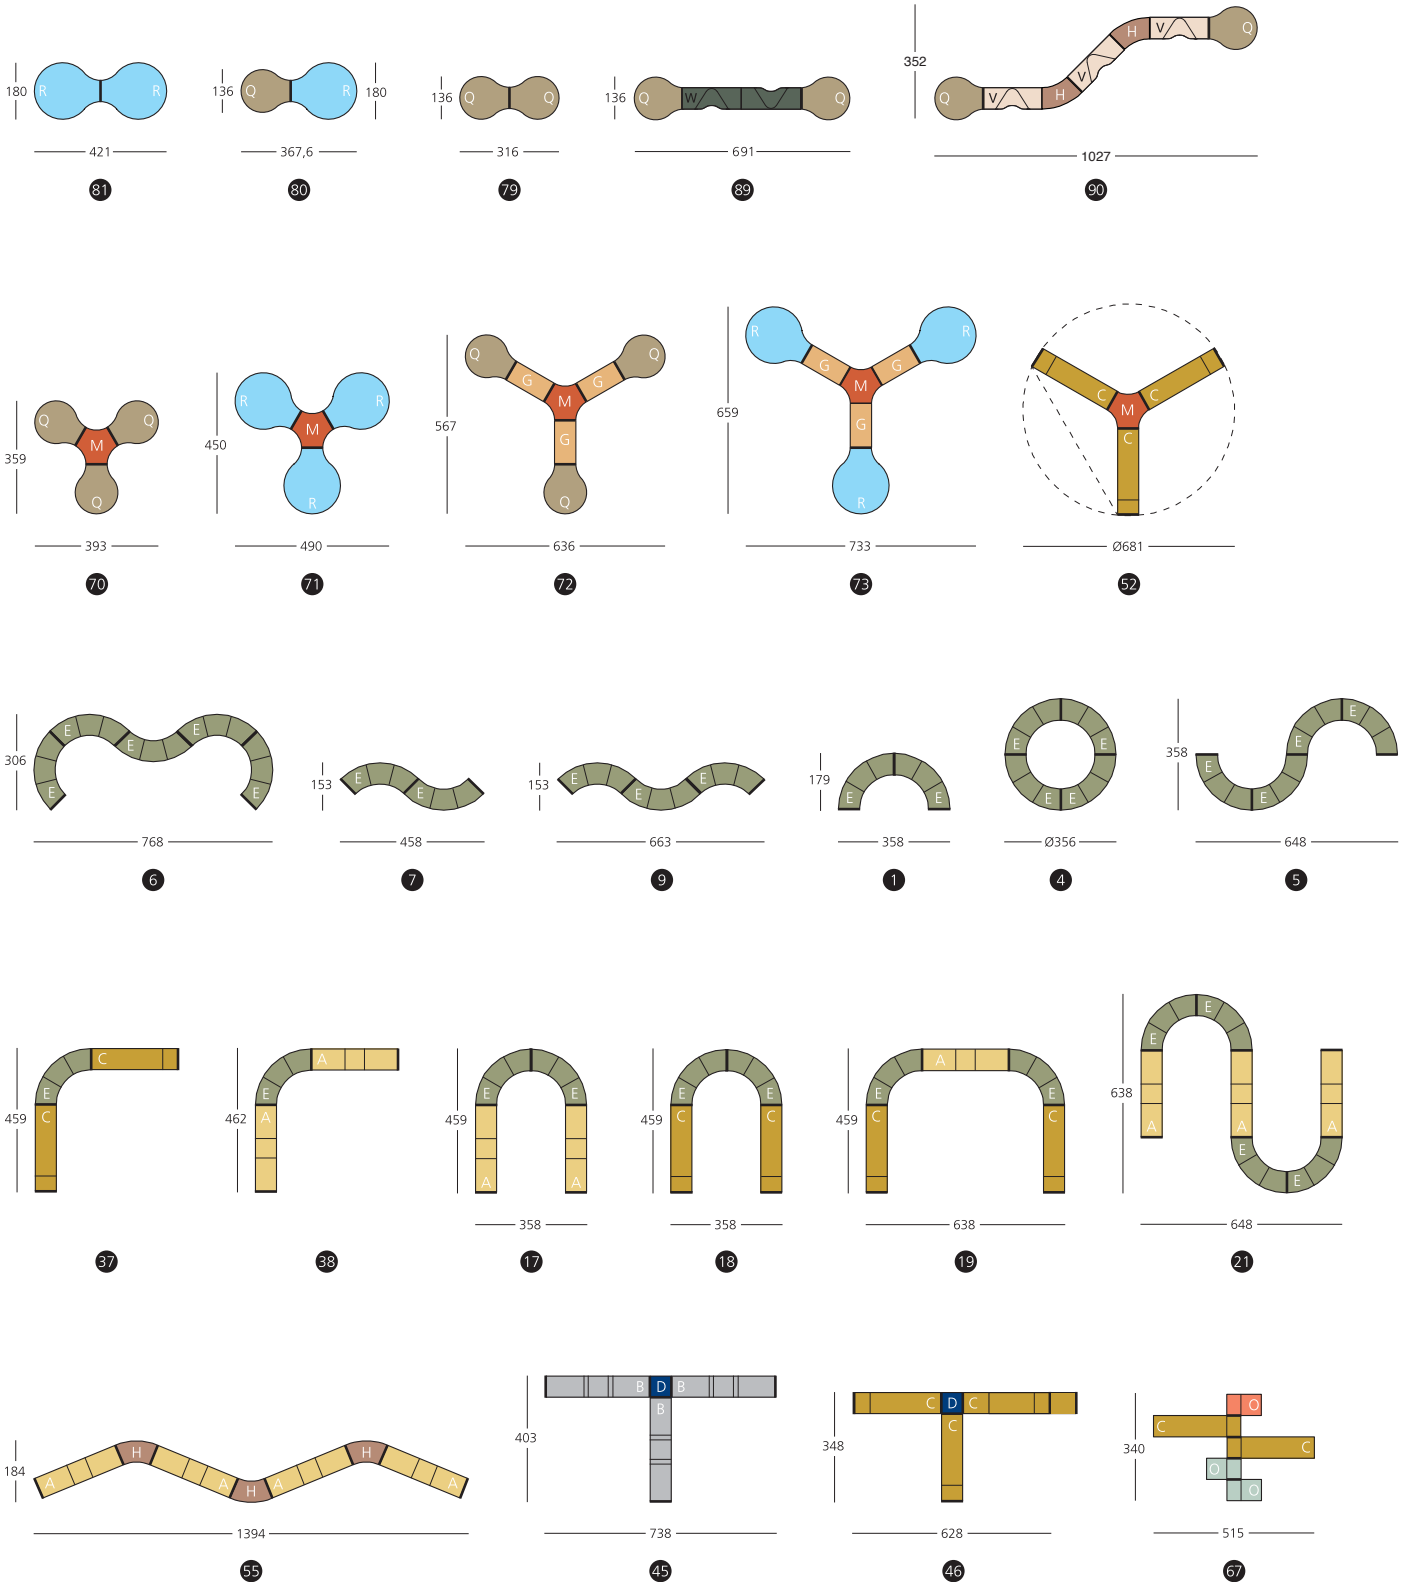 180 R R 136 Q R 180 136 Q Q 136 Q W Q 352 Q V H V H V Q
421 367,6 316 691 1027
81 80 79 89 90
359 Q Q M Q 450 R R M R 567 Q Q G G M G Q 659 R R G G M G R C C M C
393 490 636 733 Ø681
70 71 72 73 52
306 E E E E E 153 E E 153 E E E 179 E E E E E E 358 E E E E
768 458 663 358 Ø356 648
6 7 9 1 4 5
459 C E C 462 A E A 459 E E A A 459 E E C C 459 A E E C C 638 E E A A A E E
358 358 638 648
37 38 17 18 19 21
184 A H A H A H A 403 B D B B 348 C D C C 340 O C C O O
1394 738 628 515
55 45 46 67